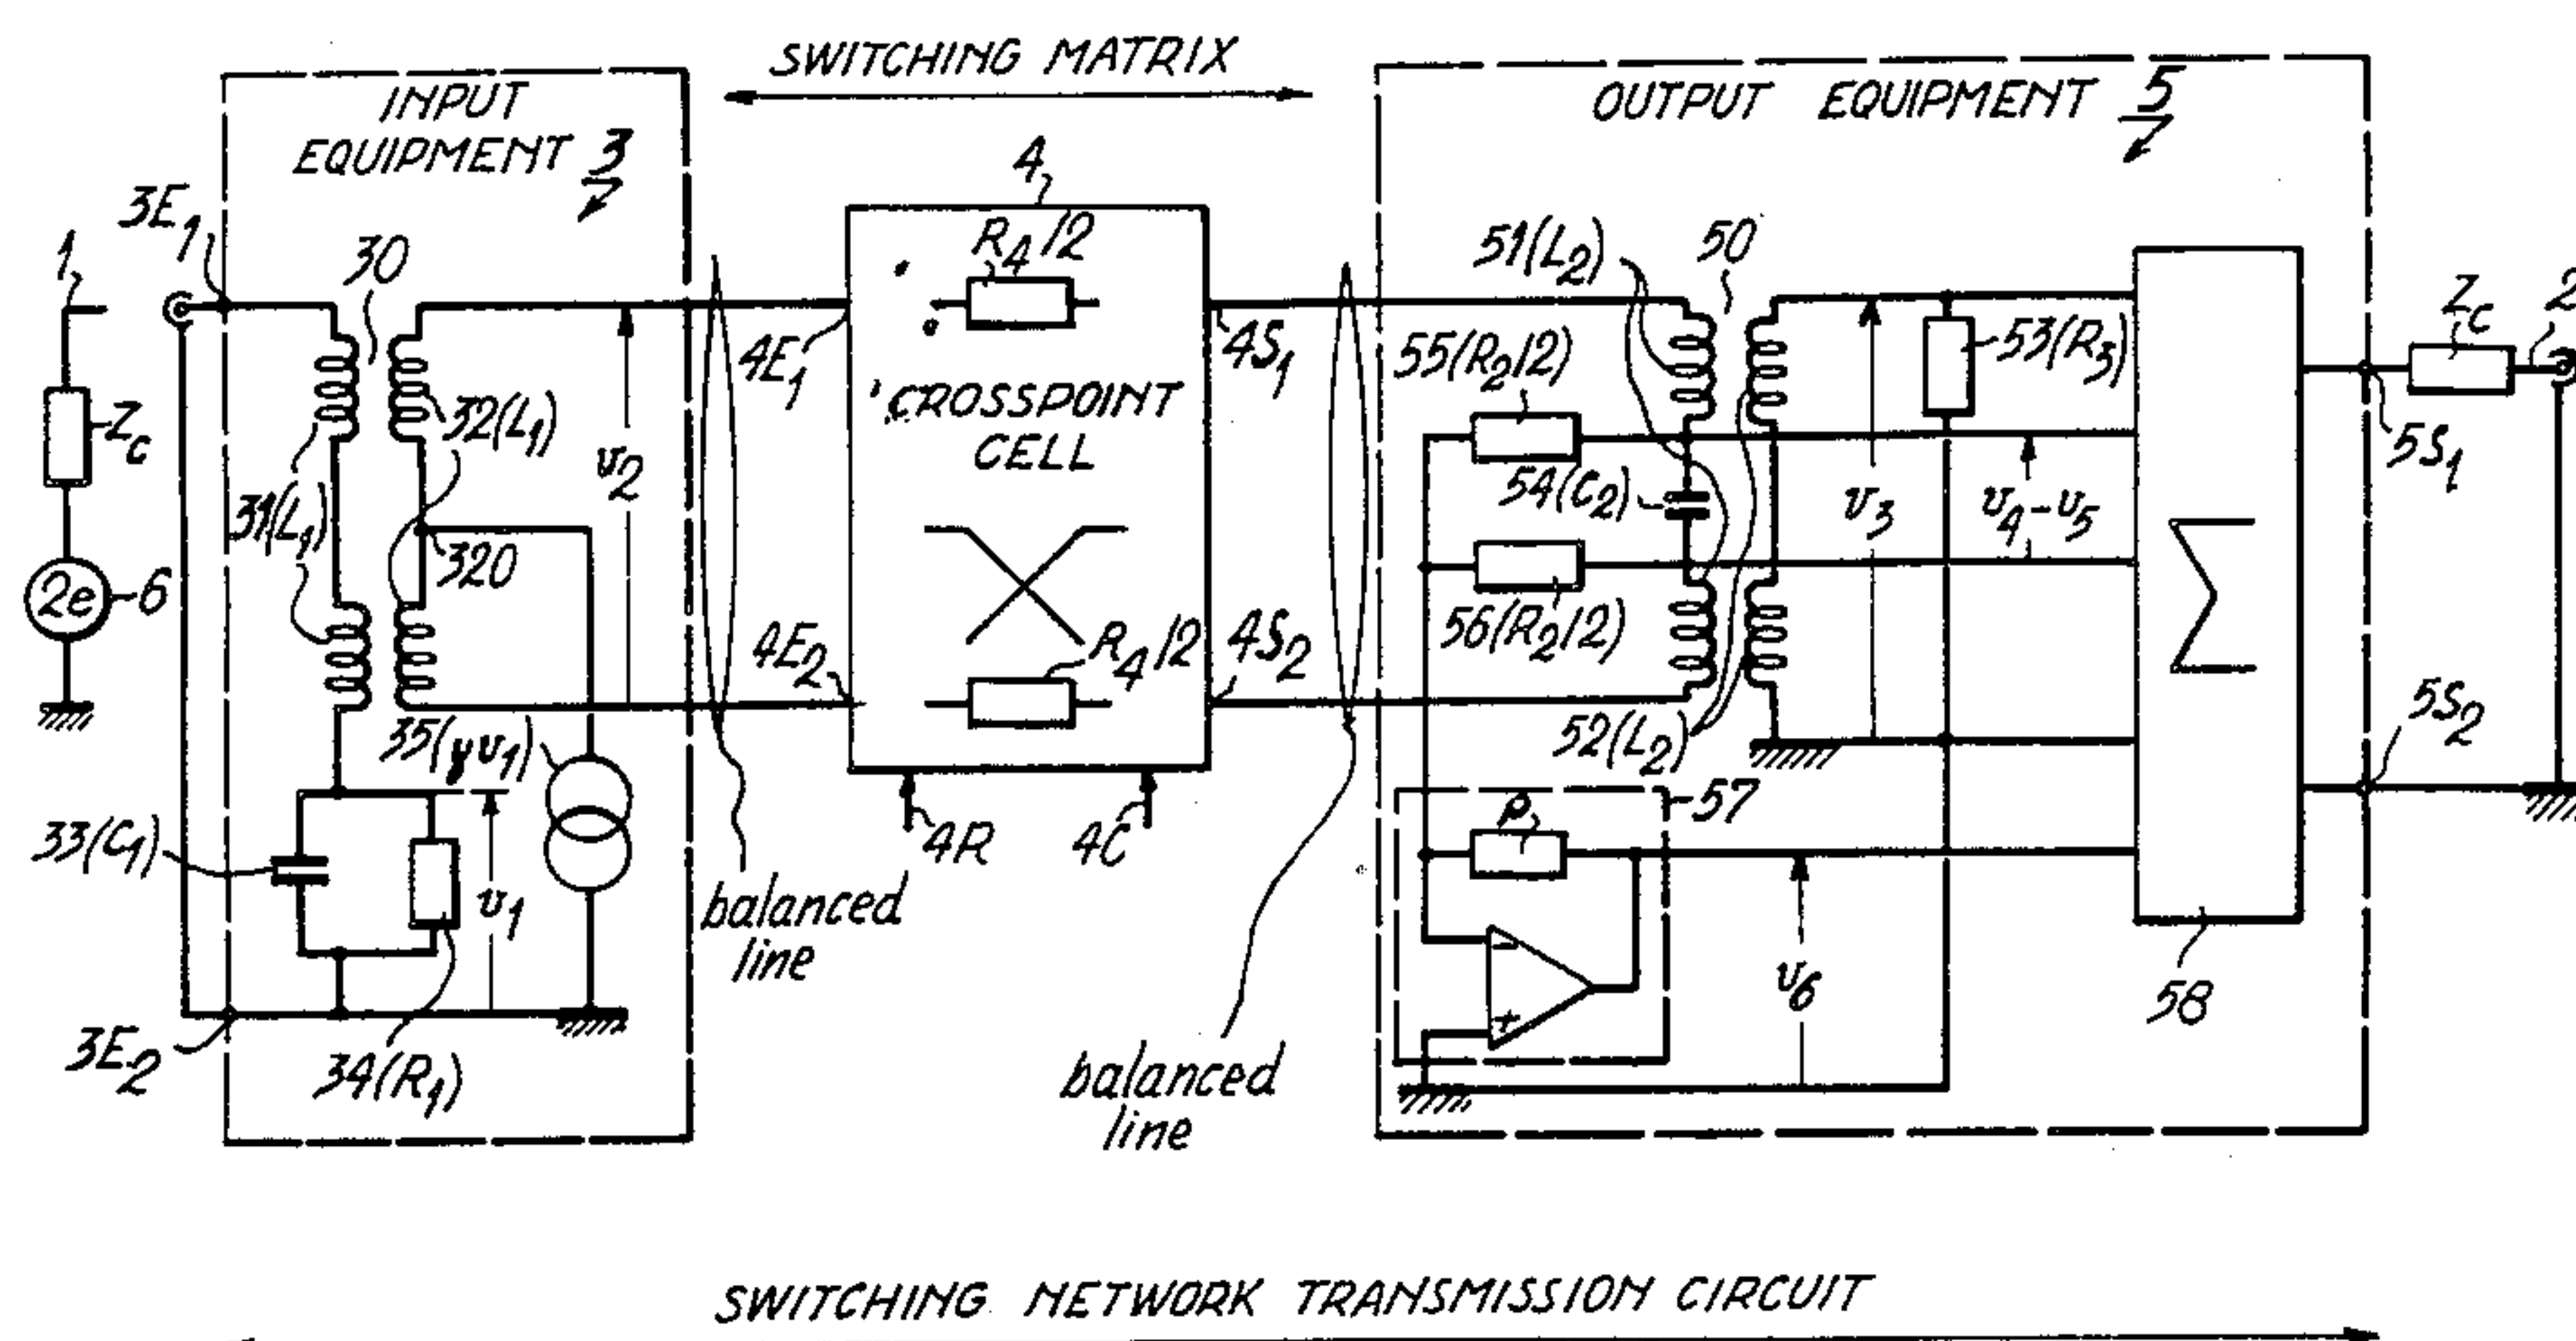 SWITCHING MATRIX
INPUT
EQUIPMENT 3
OUTPUT EQUIPMENT 5
3E1
1
30
Zc
2e
6
31(L1)
32(L1)
320
v2
35(yv1)
33(C1)
v1
34(R1)
3E2
balanced
line
4
R4/2
4E1
4S1
CROSSPOINT
CELL
4E2
R4/2
4S2
4R
4C
balanced
line
51(L2)
50
55(R2/2)
54(C2)
56(R2/2)
52(L2)
53(R3)
v3
v4-v5
57
ρ
-
+
v6
Σ
58
Zc
2
5S1
5S2
SWITCHING NETWORK TRANSMISSION CIRCUIT